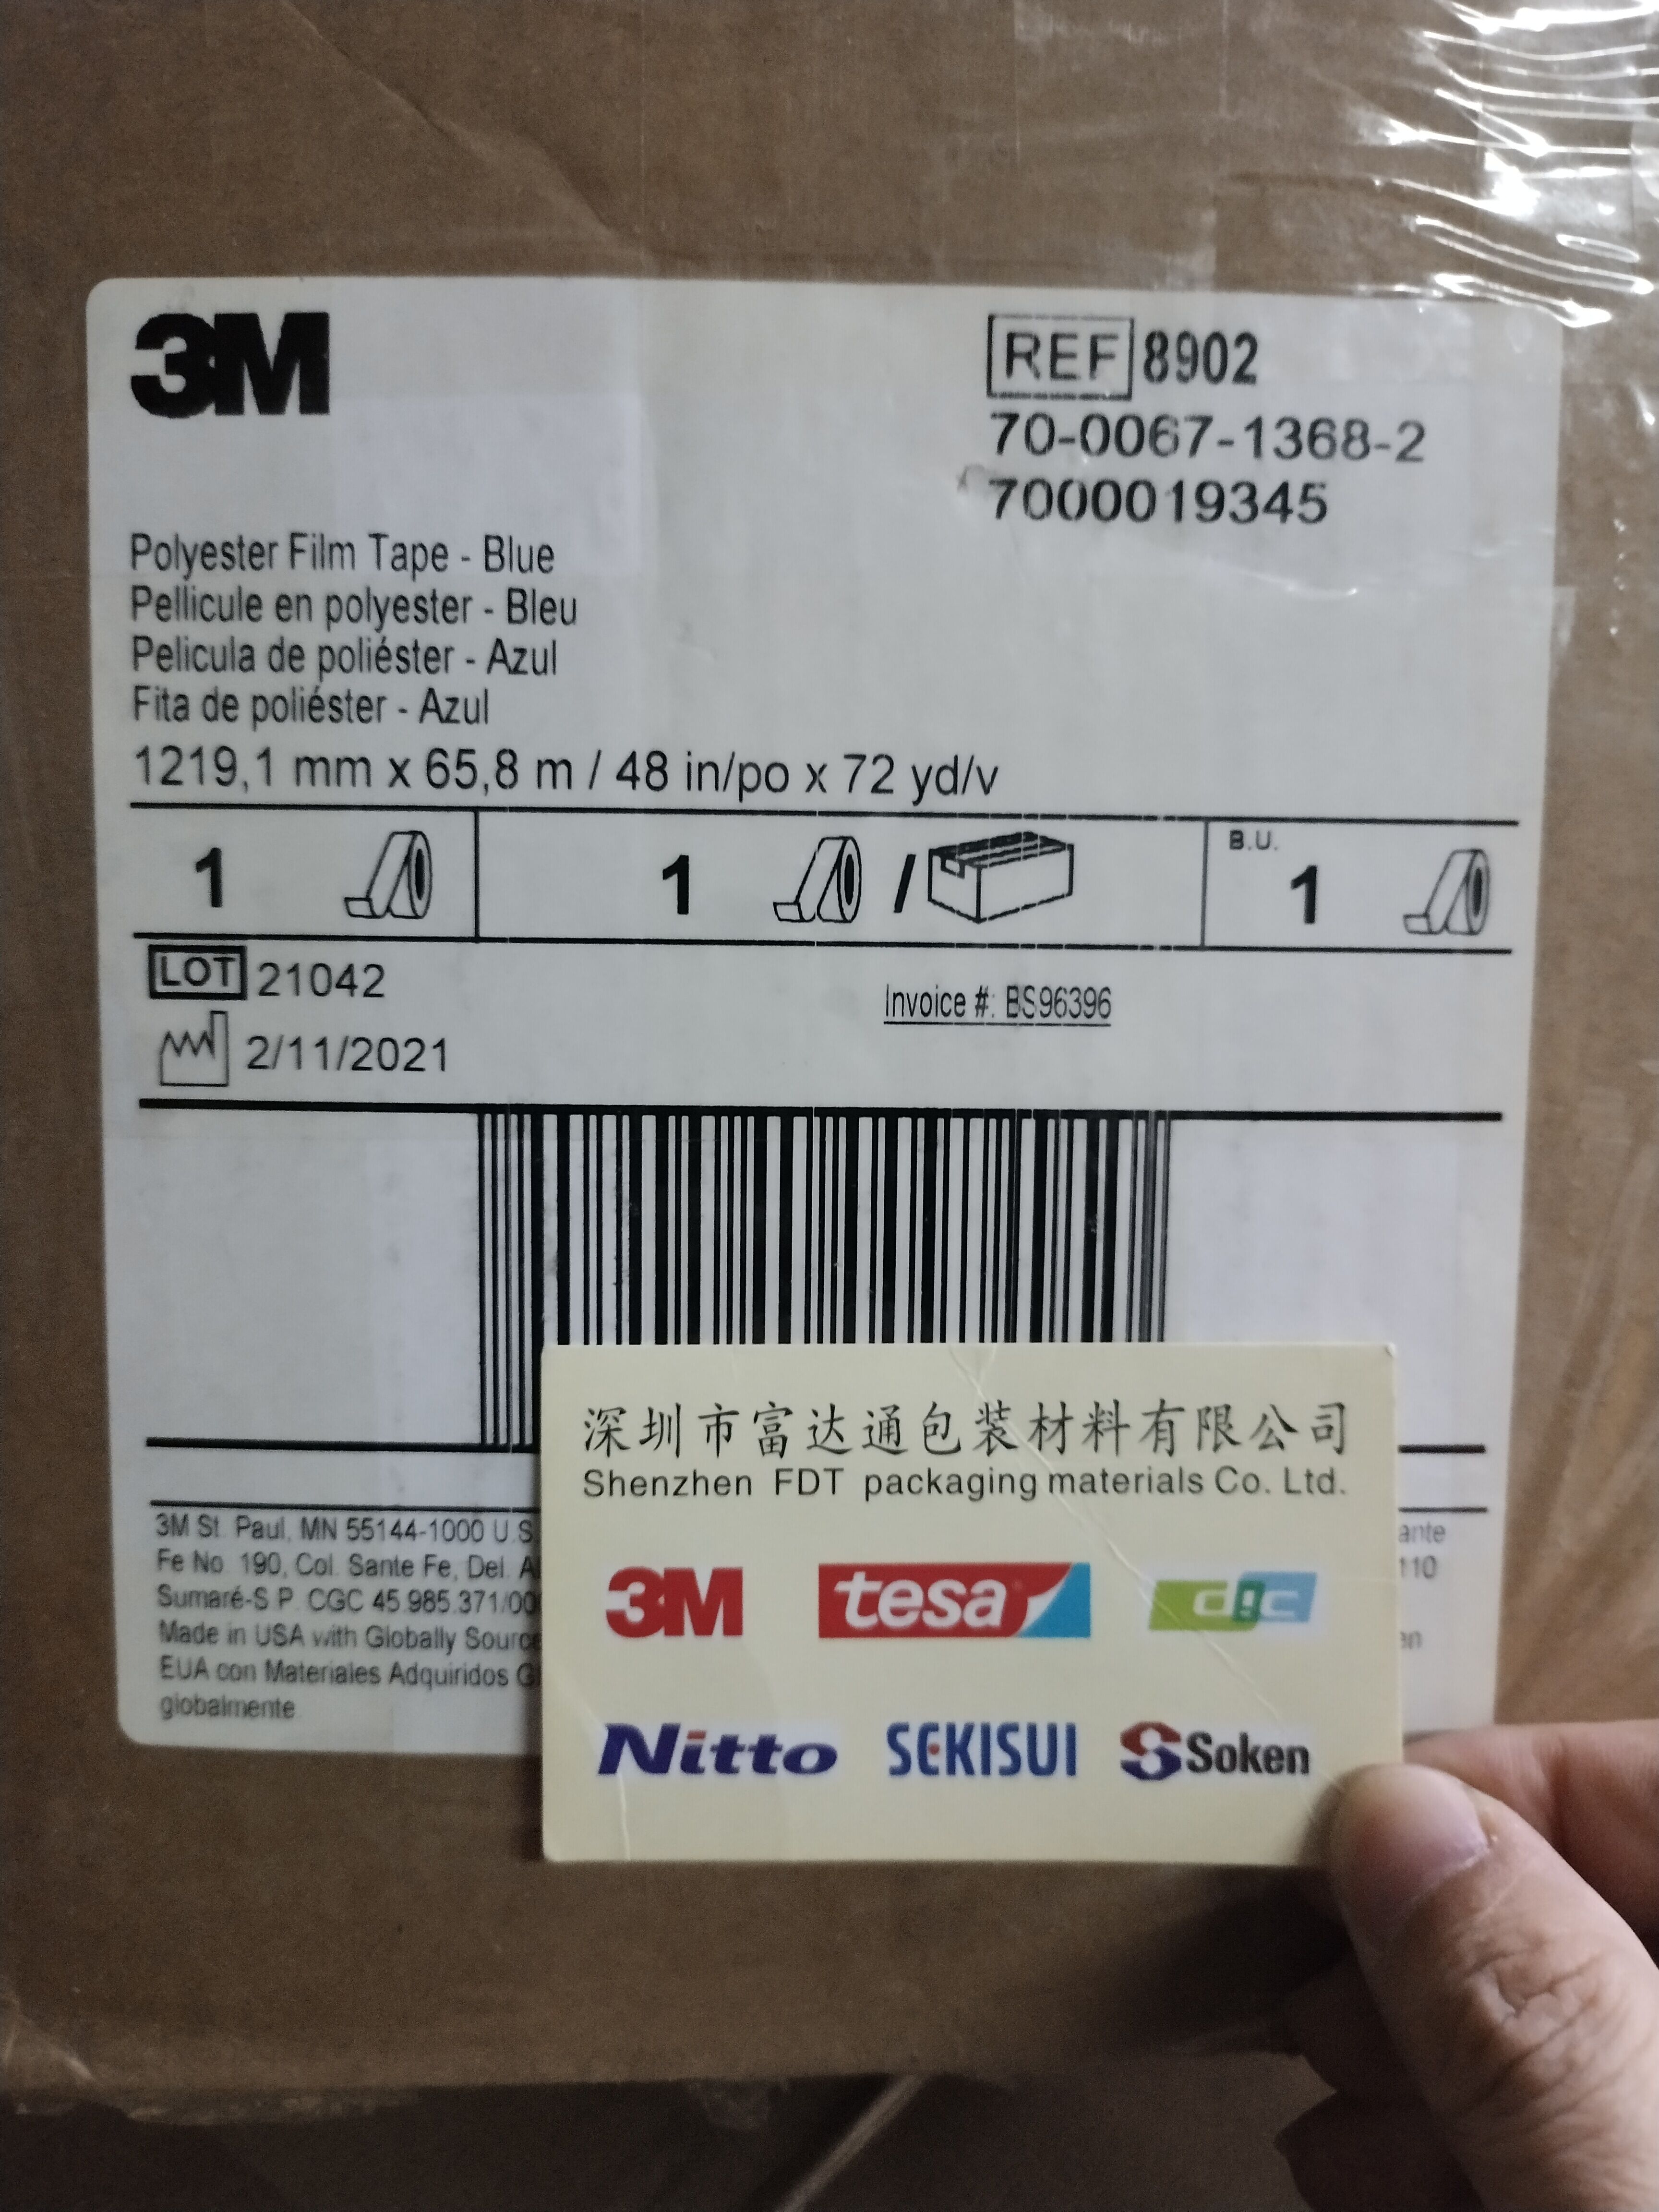 3M
REF 8902
70-0067-1368-2
7000019345
Polyester Film Tape - Blue
Pellicule en polyester - Bleu
Pelicula de poliéster - Azul
Fita de poliéster - Azul
1219,1 mm x 65,8 m / 48 in/po x 72 yd/v
1 1 / B.U. 1
LOT 21042
Invoice #: BS96396
2/11/2021
深圳市富达通包装材料有限公司
Shenzhen FDT packaging materials Co. Ltd.
3M tesa dic
Nitto SEKISUI Soken
3M St. Paul, MN 55144-1000 U.S.
Fe No. 190, Col. Sante Fe, Del.
Sumaré-S.P. CGC 45.985.371/00
Made in USA with Globally
EUA con Materiales Adquiridos
globalmente